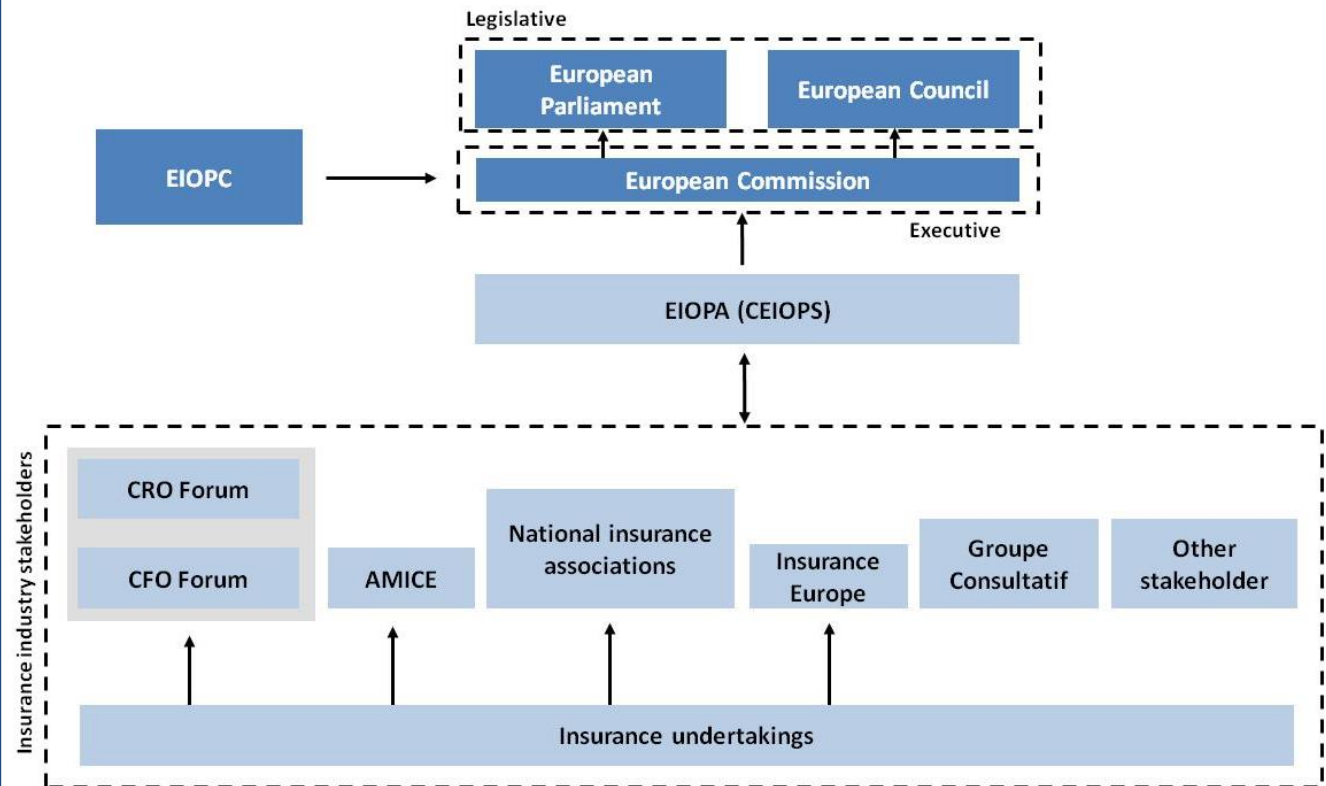 Legislative
European
Parliament
European Council
EIOPC
European Commission
Executive
EIOPA (CEIOPS)
Insurance industry stakeholders
CRO Forum
CFO Forum
AMICE
National insurance
associations
Insurance
Europe
Groupe
Consultatif
Other
stakeholder
Insurance undertakings